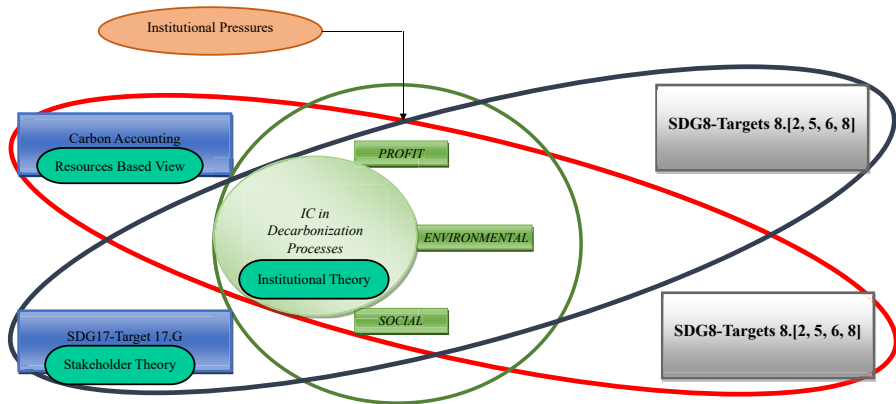 Institutional Pressures
Carbon Accounting
Resources Based View
SDG8-Targets 8.[2, 5, 6, 8]
PROFIT
IC in
Decarbonization
Processes
Institutional Theory
ENVIRONMENTAL
SOCIAL
SDG17-Target 17.G
Stakeholder Theory
SDG8-Targets 8.[2, 5, 6, 8]